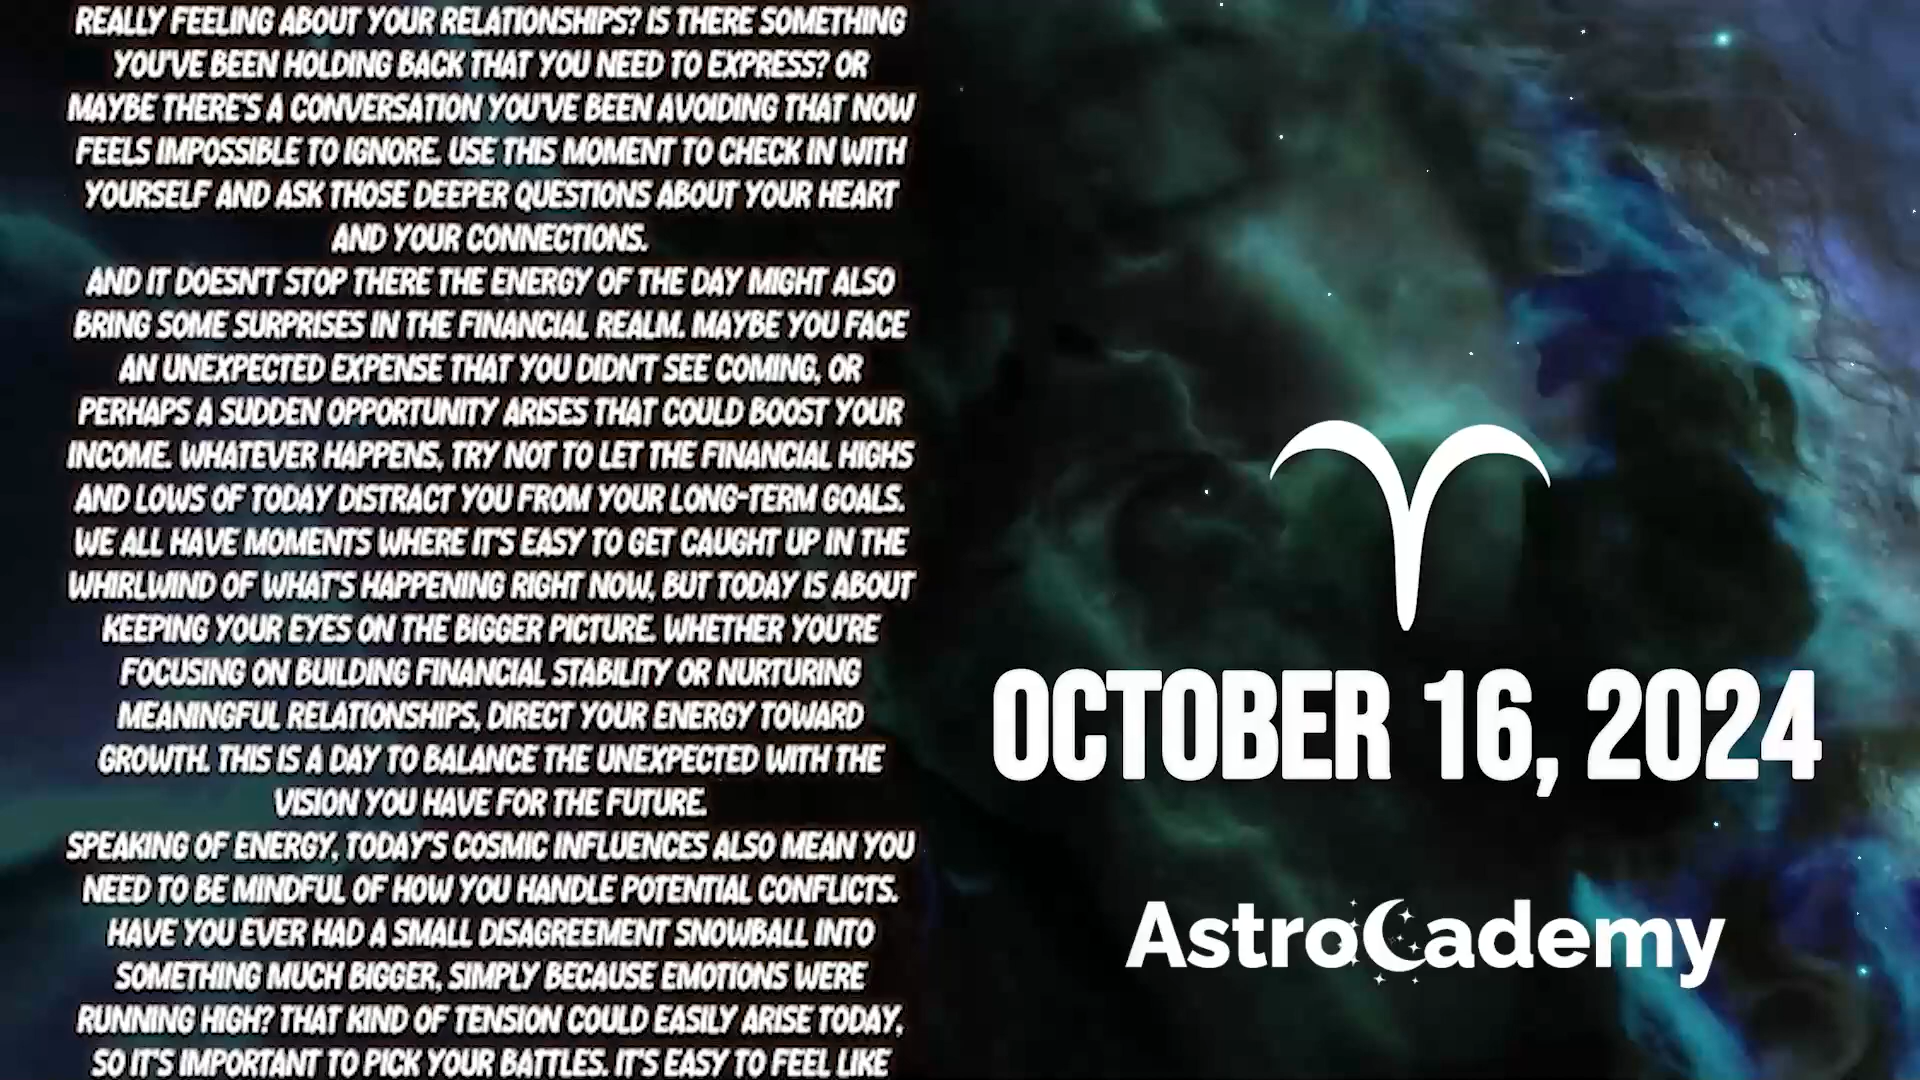 REALLY FEELING ABOUT YOUR RELATIONSHIPS? IS THERE SOMETHING
YOU'VE BEEN HOLDING BACK THAT YOU NEED TO EXPRESS? OR
MAYBE THERE'S A CONVERSATION YOU'VE BEEN AVOIDING THAT NOW
FEELS IMPOSSIBLE TO IGNORE. USE THIS MOMENT TO CHECK IN WITH
YOURSELF AND ASK THOSE DEEPER QUESTIONS ABOUT YOUR HEART
AND YOUR CONNECTIONS.
AND IT DOESN'T STOP THERE THE ENERGY OF THE DAY MIGHT ALSO
BRING SOME SURPRISES IN THE FINANCIAL REALM. MAYBE YOU FACE
AN UNEXPECTED EXPENSE THAT YOU DIDN'T SEE COMING, OR
PERHAPS A SUDDEN OPPORTUNITY ARISES THAT COULD BOOST YOUR
INCOME. WHATEVER HAPPENS, TRY NOT TO LET THE FINANCIAL HIGHS
AND LOWS OF TODAY DISTRACT YOU FROM YOUR LONG-TERM GOALS.
WE ALL HAVE MOMENTS WHERE IT'S EASY TO GET CAUGHT UP IN THE
WHIRLWIND OF WHAT'S HAPPENING RIGHT NOW, BUT TODAY IS ABOUT
KEEPING YOUR EYES ON THE BIGGER PICTURE. WHETHER YOU'RE
FOCUSING ON BUILDING FINANCIAL STABILITY OR NURTURING
MEANINGFUL RELATIONSHIPS, DIRECT YOUR ENERGY TOWARD
GROWTH. THIS IS A DAY TO BALANCE THE UNEXPECTED WITH THE
VISION YOU HAVE FOR THE FUTURE.
SPEAKING OF ENERGY, TODAY'S COSMIC INFLUENCES ALSO MEAN YOU
NEED TO BE MINDFUL OF HOW YOU HANDLE POTENTIAL CONFLICTS.
HAVE YOU EVER HAD A SMALL DISAGREEMENT SNOWBALL INTO
SOMETHING MUCH BIGGER, SIMPLY BECAUSE EMOTIONS WERE
RUNNING HIGH? THAT KIND OF TENSION COULD EASILY ARISE TODAY,
SO IT'S IMPORTANT TO PICK YOUR BATTLES. IT'S EASY TO FEEL LIKE
OCTOBER 16, 2024
AstroCademy